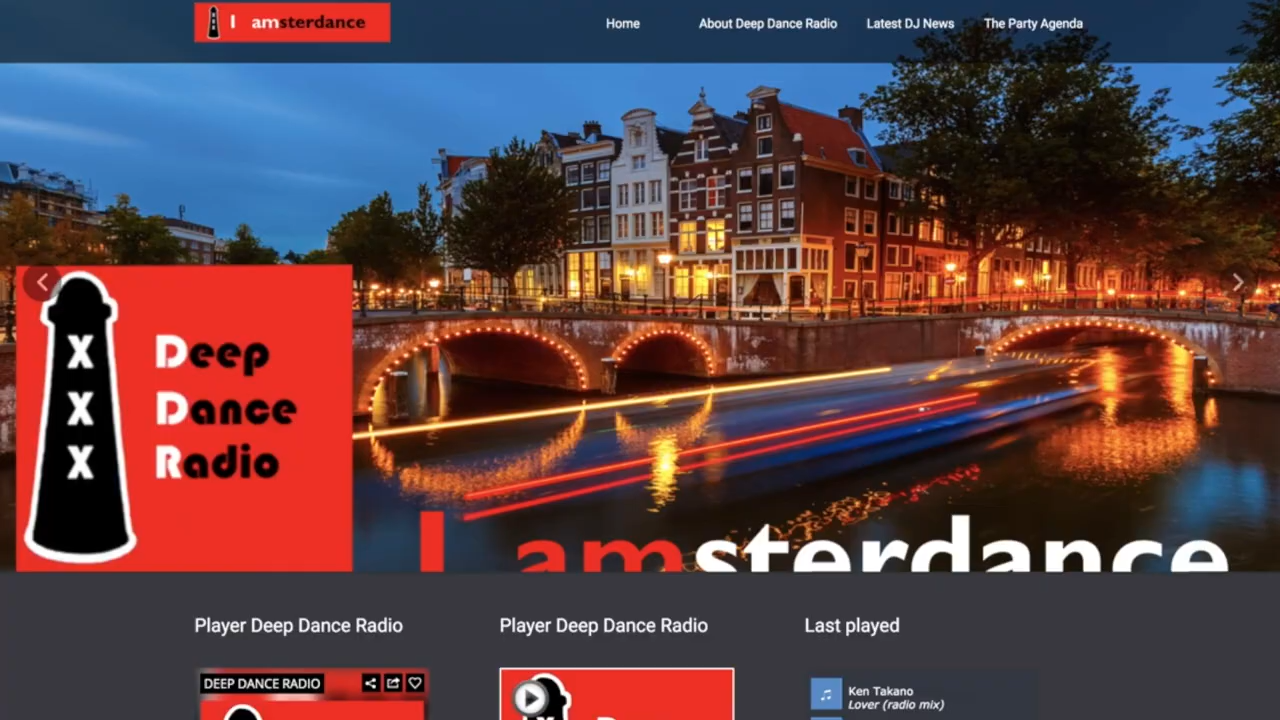 I amsterdance
Home
About Deep Dance Radio
Latest DJ News
The Party Agenda
X
X
X
Deep
Dance
Radio
I amsterdance
Player Deep Dance Radio
Player Deep Dance Radio
Last played
DEEP DANCE RADIO
Ken Takano
Lover (radio mix)